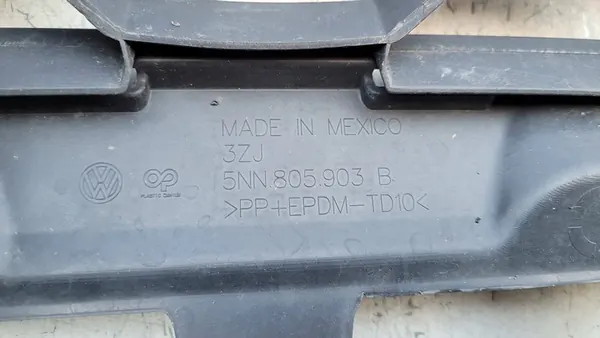 MADE IN MEXICO
3ZJ
5NN.805.903 B
>PP+EPDM-TD10<